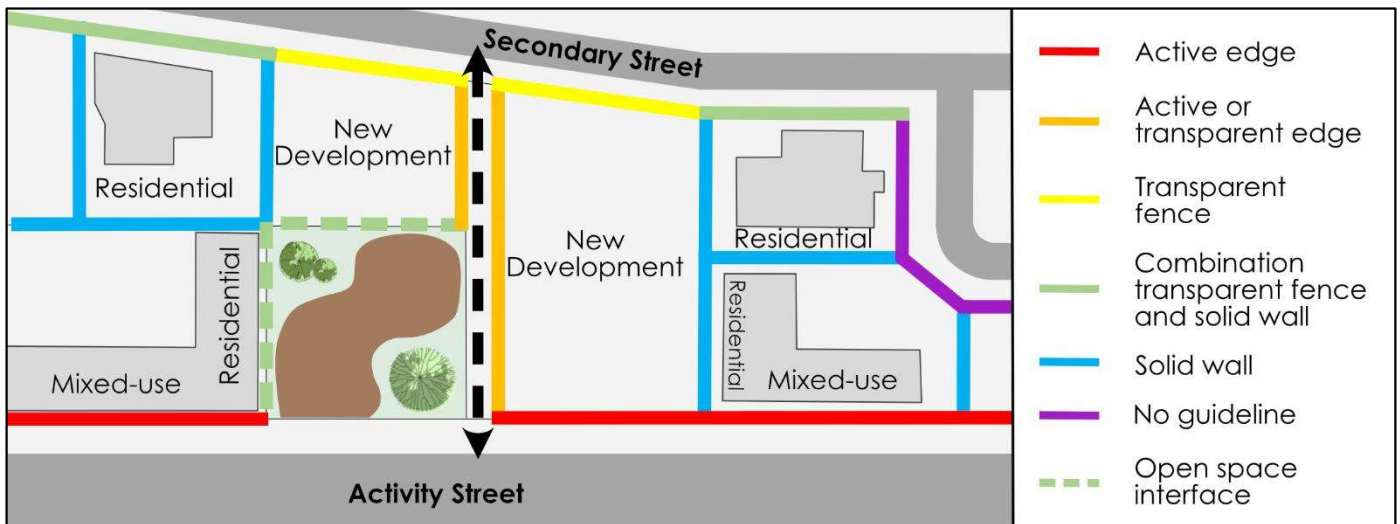 Secondary Street
New
Development
Residential
New
Development
Residential
Residential
Mixed-use
Residential
Mixed-use
Activity Street
Active edge
Active or
transparent edge
Transparent
fence
Combination
transparent fence
and solid wall
Solid wall
No guideline
Open space
interface